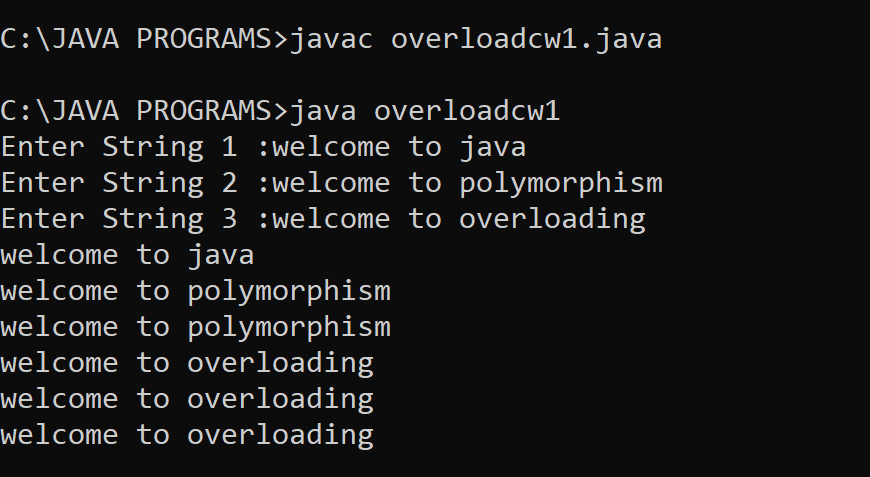 C:\JAVA PROGRAMS>javac overloadcw1.java
C:\JAVA PROGRAMS>java overloadcw1
Enter String 1 :welcome to java
Enter String 2 :welcome to polymorphism
Enter String 3 :welcome to overloading
welcome to java
welcome to polymorphism
welcome to polymorphism
welcome to overloading
welcome to overloading
welcome to overloading